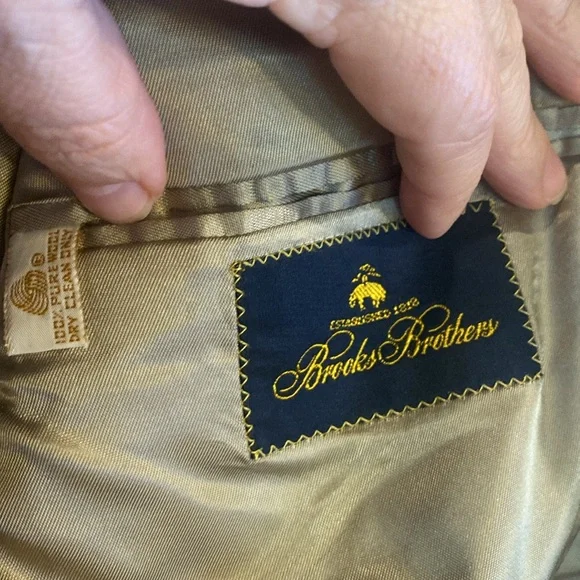 R
100% PURE WOOL
DRY CLEAN ONLY
ESTABLISHED 1818
Brooks Brothers